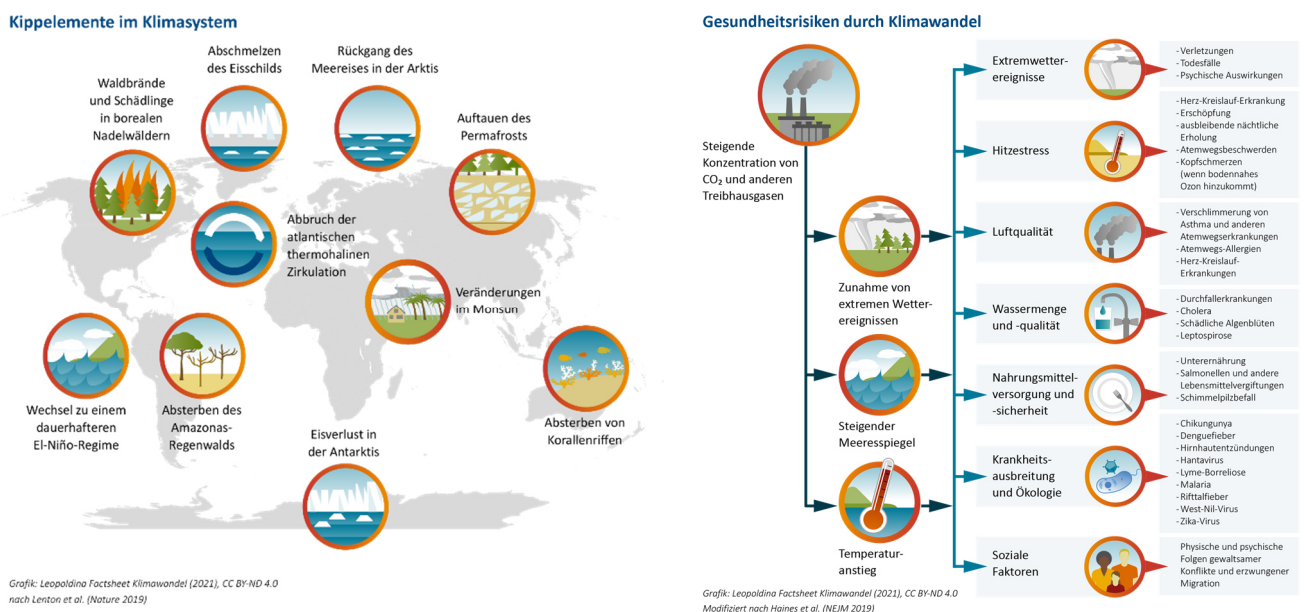 Kippelemente im Klimasystem
Abschmelzen
des Eisschilds
Rückgang des
Meereises in der Arktis
Waldbrände
und Schädlinge
in borealen
Nadelwäldern
Auftauen des
Permafrosts
Abbruch der
atlantischen
thermohalinen
Zirkulation
Veränderungen
im Monsun
Wechsel zu einem
dauerhafteren
El-Niño-Regime
Absterben des
Amazonas-
Regenwalds
Absterben von
Korallenriffen
Eisverlust in
der Antarktis
Grafik: Leopoldina Factsheet Klimawandel (2021), CC BY-ND 4.0
nach Lenton et al. (Nature 2019)
Gesundheitsrisiken durch Klimawandel
Steigende
Konzentration von
CO₂ und anderen
Treibhausgasen
Zunahme von
extremen Wetter-
ereignissen
Steigender
Meeresspiegel
Temperatur-
anstieg
Extremwetter-
ereignisse
- Verletzungen
- Todesfälle
- Psychische Auswirkungen
Hitzestress
- Herz-Kreislauf-Erkrankung
- Erschöpfung
- ausbleibende nächtliche
Erholung
- Atemwegsbeschwerden
- Kopfschmerzen
(wenn bodennahes
Ozon hinzukommt)
Luftqualität
- Verschlimmerung von
Asthma und anderen
Atemwegserkrankungen
- Atemwegs-Allergien
- Herz-Kreislauf-
Erkrankungen
Wassermenge
und -qualität
- Durchfallerkrankungen
- Cholera
- Schädliche Algenblüten
- Leptospirose
Nahrungsmittel-
versorgung und
-sicherheit
- Unterernährung
- Salmonellen und andere
Lebensmittelvergiftungen
- Schimmelpilzbefall
Krankheits-
ausbreitung
und Ökologie
- Chikungunya
- Denguefieber
- Hirnhautentzündungen
- Hantavirus
- Lyme-Borreliose
- Malaria
- Rifttalfieber
- West-Nil-Virus
- Zika-Virus
Soziale
Faktoren
Physische und psychische
Folgen gewaltsamer
Konflikte und erzwungener
Migration
Grafik: Leopoldina Factsheet Klimawandel (2021), CC BY-ND 4.0
Modifiziert nach Haines et al. (NEJM 2019)